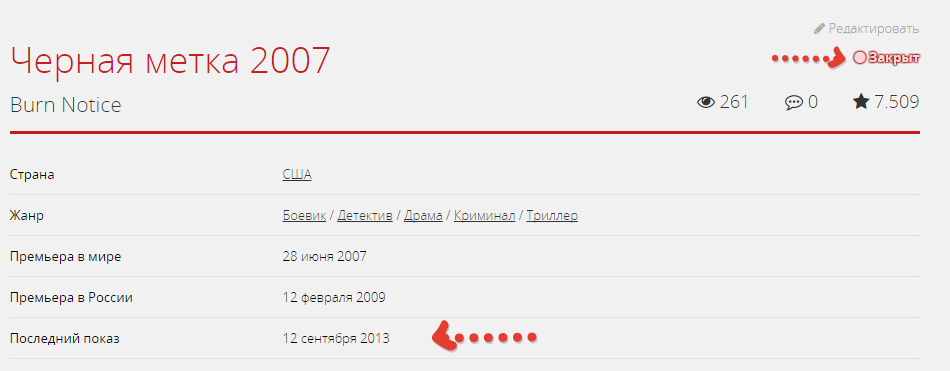 Редактировать
Черная метка 2007
Закрыт
Burn Notice
261 0 7.509
Страна США
Жанр Боевик / Детектив / Драма / Криминал / Триллер
Премьера в мире 28 июня 2007
Премьера в России 12 февраля 2009
Последний показ 12 сентября 2013